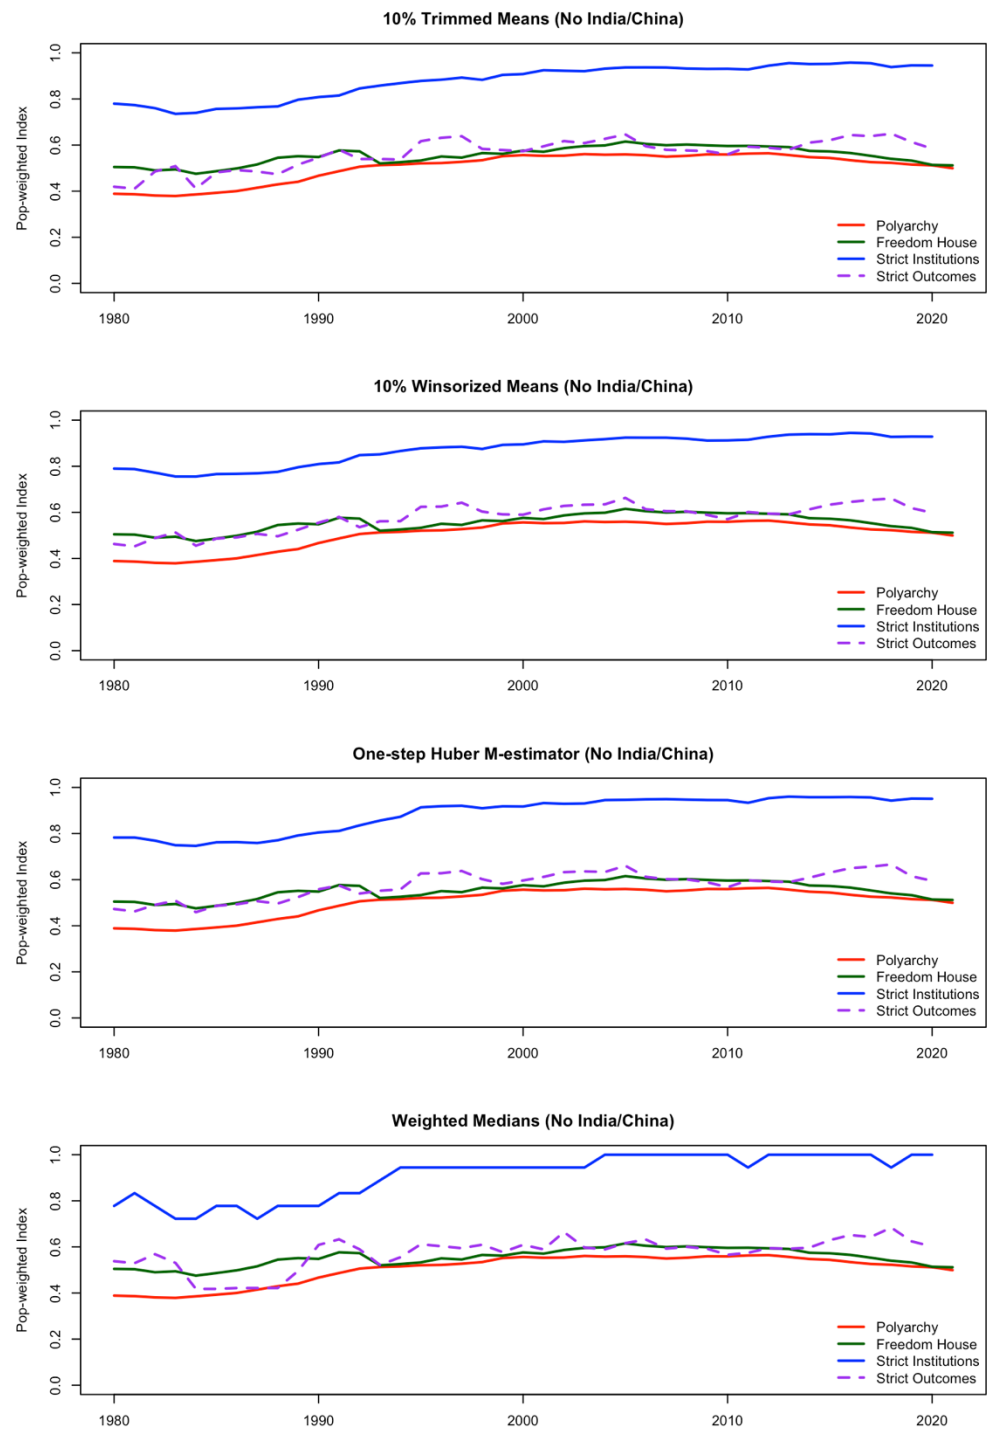 10% Trimmed Means (No India/China)
Pop-weighted Index
1.0
0.8
0.6
0.4
0.2
0.0
Polyarchy
Freedom House
Strict Institutions
Strict Outcomes
1980 1990 2000 2010 2020
10% Winsorized Means (No India/China)
Pop-weighted Index
1.0
0.8
0.6
0.4
0.2
0.0
Polyarchy
Freedom House
Strict Institutions
Strict Outcomes
1980 1990 2000 2010 2020
One-step Huber M-estimator (No India/China)
Pop-weighted Index
1.0
0.8
0.6
0.4
0.2
0.0
Polyarchy
Freedom House
Strict Institutions
Strict Outcomes
1980 1990 2000 2010 2020
Weighted Medians (No India/China)
Pop-weighted Index
1.0
0.8
0.6
0.4
0.2
0.0
Polyarchy
Freedom House
Strict Institutions
Strict Outcomes
1980 1990 2000 2010 2020